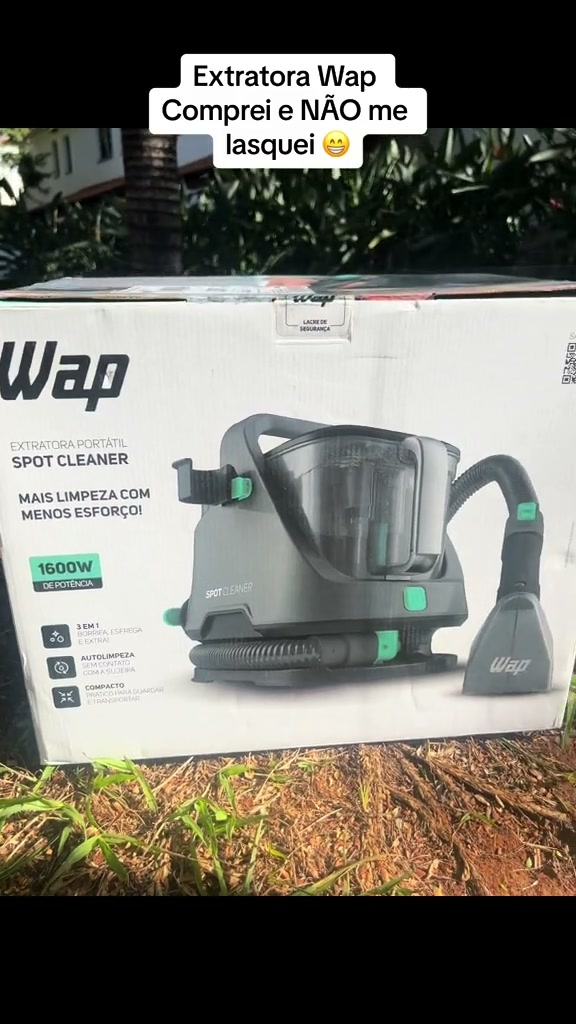 Extratora Wap
Comprei e NÃO me
lasquei 😁
Wap
LACRE DE
SEGURANÇA
Wap
EXTRATORA PORTÁTIL
SPOT CLEANER
MAIS LIMPEZA COM
MENOS ESFORÇO!
1600W
DE POTÊNCIA
3 EM 1
BORRIFA, ESFREGA
E EXTRAI
AUTOLIMPEZA
SEM CONTATO
COM A SUJEIRA
COMPACTO
PRÁTICO PARA GUARDAR
E TRANSPORTAR
SPOT CLEANER
Wap